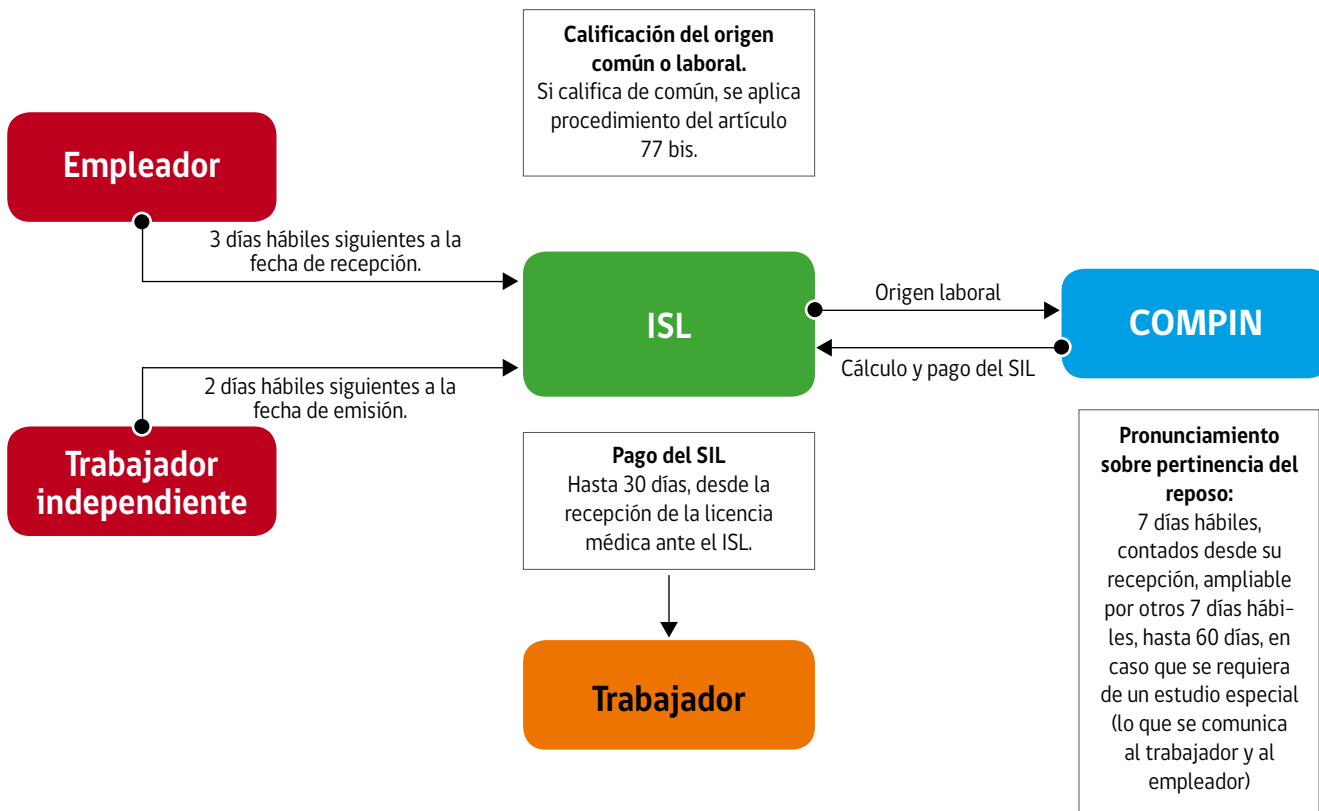 Calificación del origen
común o laboral.
Si califica de común, se aplica
procedimiento del artículo
77 bis.
Empleador
3 días hábiles siguientes a la
fecha de recepción.
ISL
Origen laboral
COMPIN
Cálculo y pago del SIL
2 días hábiles siguientes a la
fecha de emisión.
Trabajador
independiente
Pago del SIL
Hasta 30 días, desde la
recepción de la licencia
médica ante el ISL.
Trabajador
Pronunciamiento
sobre pertinencia del
reposo:
7 días hábiles,
contados desde su
recepción, ampliable
por otros 7 días hábi-
les, hasta 60 días, en
caso que se requiera
de un estudio especial
(lo que se comunica
al trabajador y al
empleador)